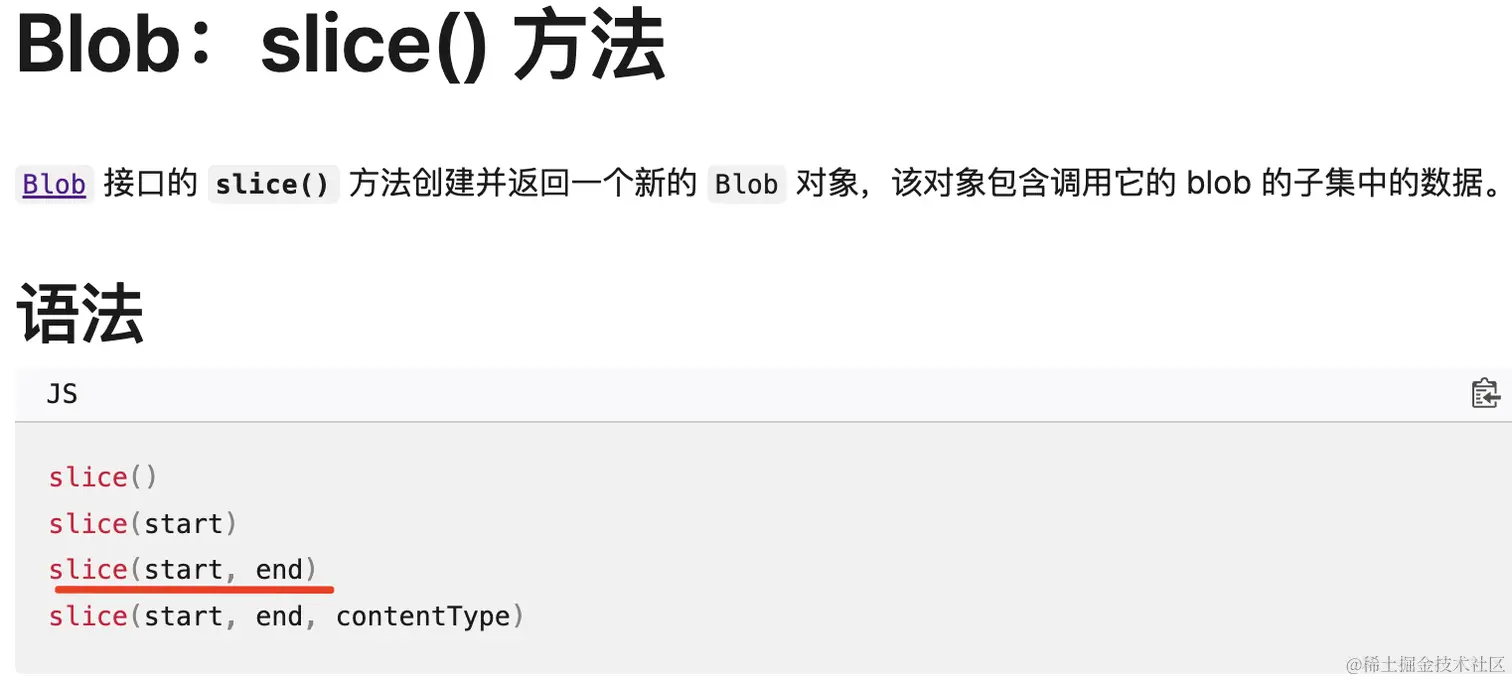 Blob：slice() 方法
Blob 接口的 slice() 方法创建并返回一个新的 Blob 对象，该对象包含调用它的 blob 的子集中的数据。
语法
JS
slice()
slice(start)
slice(start, end)
slice(start, end, contentType)
@稀土掘金技术社区